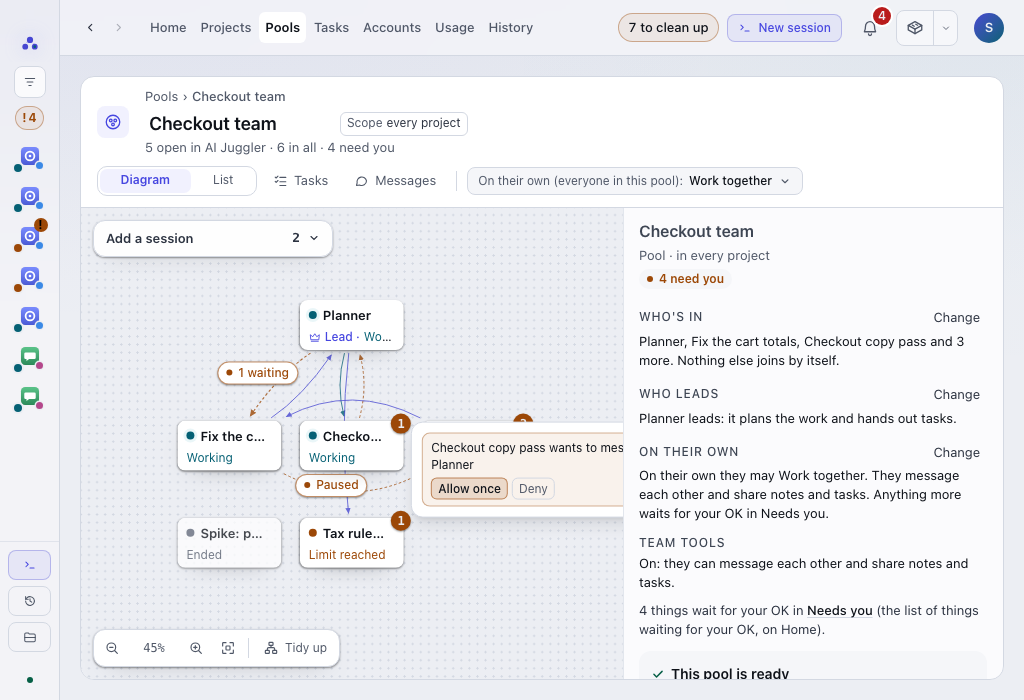 Home Projects Pools Tasks Accounts Usage History
7 to clean up
New session
4
S
! 4
!
Pools › Checkout team
Checkout team
Scope every project
5 open in AI Juggler · 6 in all · 4 need you
Diagram List Tasks Messages
On their own (everyone in this pool): Work together
Add a session 2
Planner
Lead · Wo...
1 waiting
Fix the c...
Working
1
Checko...
Working
Paused
Checkout copy pass wants to mes
Planner
Allow once Deny
Spike: p...
Ended
1
Tax rule...
Limit reached
45% Tidy up
Checkout team
Pool · in every project
4 need you
WHO'S IN Change
Planner, Fix the cart totals, Checkout copy pass and 3
more. Nothing else joins by itself.
WHO LEADS Change
Planner leads: it plans the work and hands out tasks.
ON THEIR OWN Change
On their own they may Work together. They message
each other and share notes and tasks. Anything more
waits for your OK in Needs you.
TEAM TOOLS
On: they can message each other and share notes and
tasks.
4 things wait for your OK in Needs you (the list of things
waiting for your OK, on Home).
This pool is ready